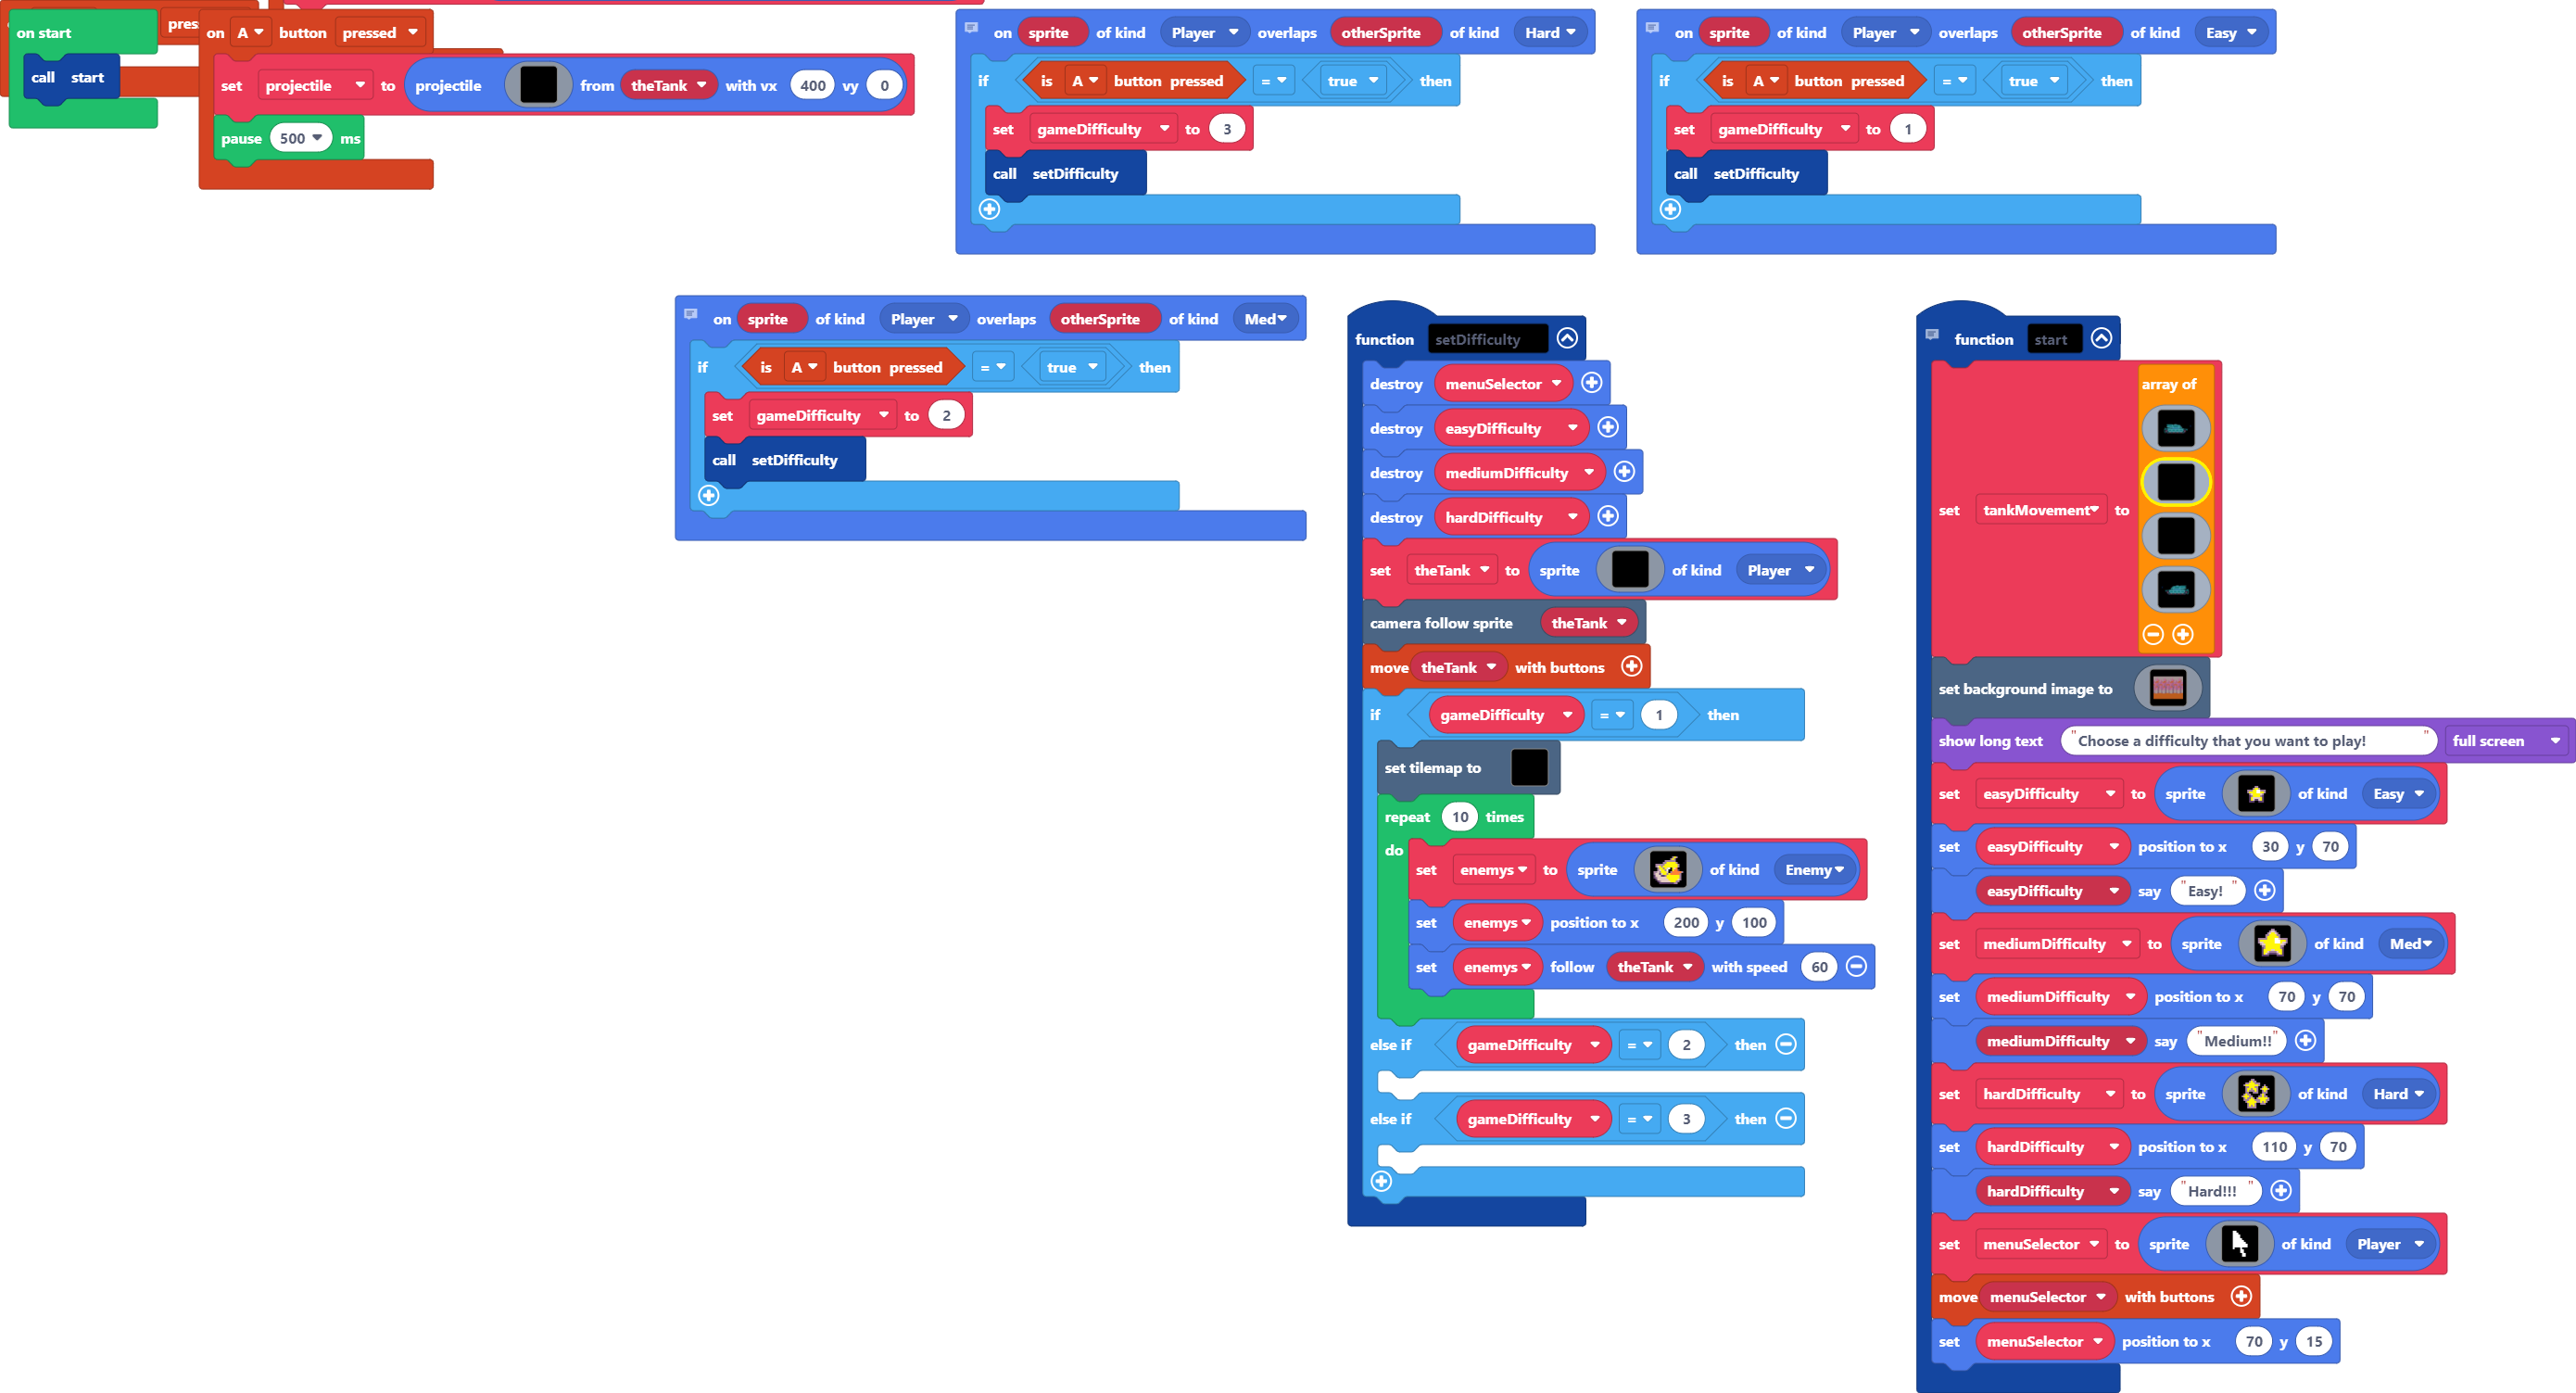 on start
call start
pres
on A button pressed
set projectile to projectile from theTank with vx 400 vy 0
pause 500 ms
on sprite of kind Player overlaps otherSprite of kind Hard
if is A button pressed = true then
set gameDifficulty to 3
call setDifficulty
on sprite of kind Player overlaps otherSprite of kind Easy
if is A button pressed = true then
set gameDifficulty to 1
call setDifficulty
on sprite of kind Player overlaps otherSprite of kind Med
if is A button pressed = true then
set gameDifficulty to 2
call setDifficulty
function setDifficulty
destroy menuSelector
destroy easyDifficulty
destroy mediumDifficulty
destroy hardDifficulty
set theTank to sprite of kind Player
camera follow sprite theTank
move theTank with buttons
if gameDifficulty = 1 then
set tilemap to
repeat 10 times
do
set enemys to sprite of kind Enemy
set enemys position to x 200 y 100
set enemys follow theTank with speed 60
else if gameDifficulty = 2 then
else if gameDifficulty = 3 then
function start
array of
set tankMovement to
set background image to
show long text "Choose a difficulty that you want to play!" full screen
set easyDifficulty to sprite of kind Easy
set easyDifficulty position to x 30 y 70
easyDifficulty say "Easy!"
set mediumDifficulty to sprite of kind Med
set mediumDifficulty position to x 70 y 70
mediumDifficulty say "Medium!!"
set hardDifficulty to sprite of kind Hard
set hardDifficulty position to x 110 y 70
hardDifficulty say "Hard!!!"
set menuSelector to sprite of kind Player
move menuSelector with buttons
set menuSelector position to x 70 y 15